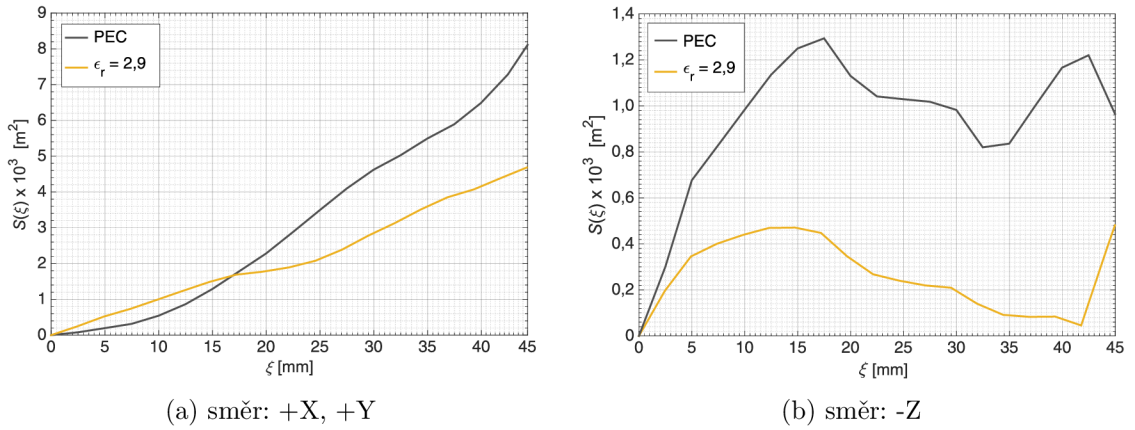 9
8
7
6
5
4
3
2
1
0
S(ξ) x 10³ [m²]
PEC
ϵr = 2,9
0 5 10 15 20 25 30 35 40 45
ξ [mm]
(a) směr: +X, +Y
1,4
1,2
1,0
0,8
0,6
0,4
0,2
0
S(ξ) x 10³ [m²]
PEC
ϵr = 2,9
0 5 10 15 20 25 30 35 40 45
ξ [mm]
(b) směr: -Z